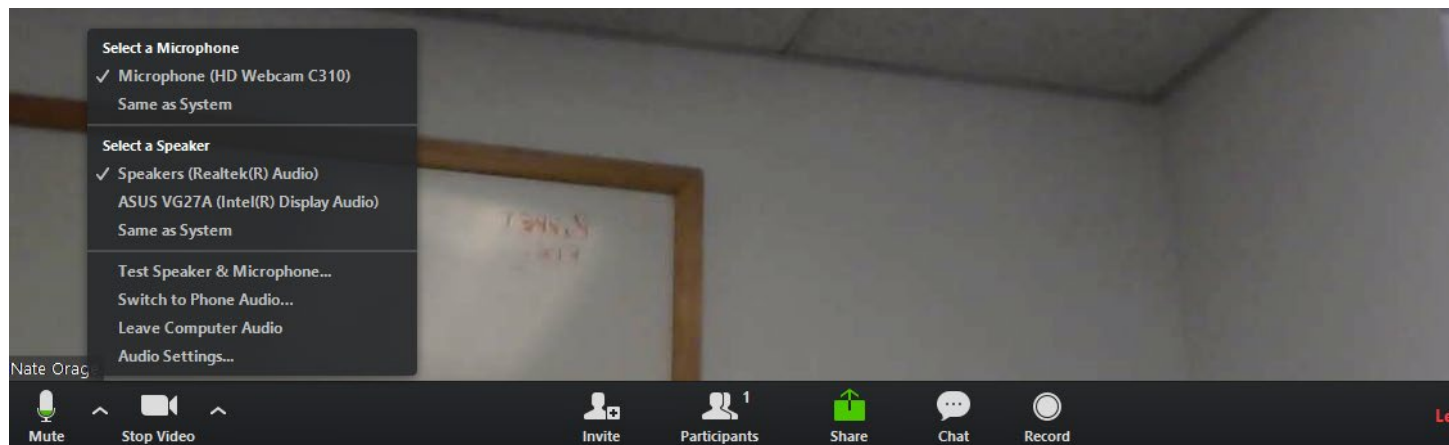 Select a Microphone
✓ Microphone (HD Webcam C310)
Same as System
Select a Speaker
✓ Speakers (Realtek(R) Audio)
ASUS VG27A (Intel(R) Display Audio)
Same as System
Test Speaker & Microphone...
Switch to Phone Audio...
Leave Computer Audio
Audio Settings...
Nate Orag
1
Mute Stop Video Invite Participants Share Chat Record